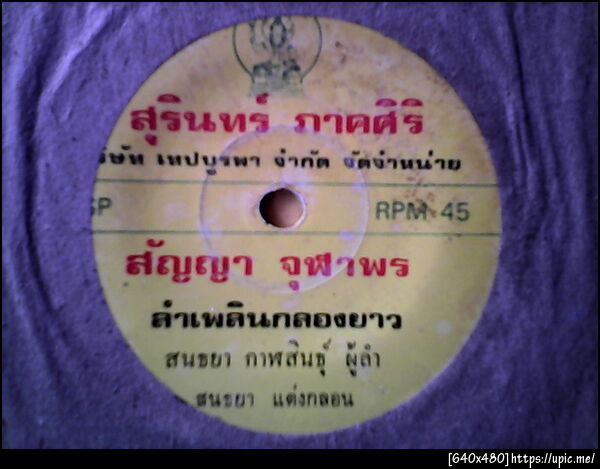 สุรินทร์ ภาคศิริ
ริษัท เทปบูรพา จำกัด จัดจำหน่าย
SP RPM 45
สัญญา จุฬาพร
ลำเพลินกลองยาว
สนธยา กาฬสินธุ์ ผู้ลำ
สนธยา แต่งกลอน
[640x480]https://upic.me/